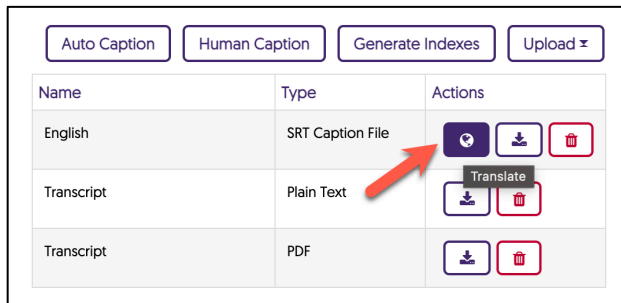 Auto Caption Human Caption Generate Indexes Upload
Name Type Actions
English SRT Caption File
Translate
Transcript Plain Text
Transcript PDF